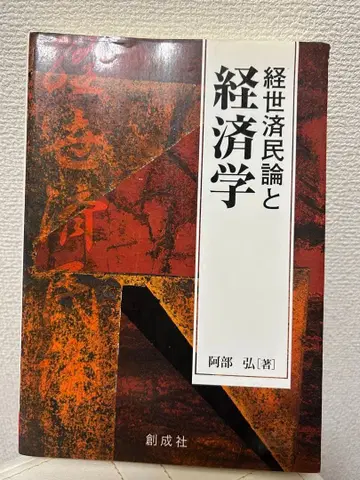 経世済民論と
経済学
阿部 弘[著]
創成社